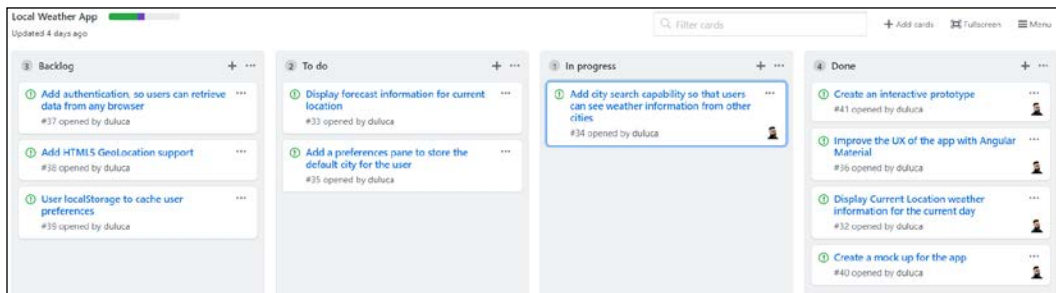 Local Weather App
Updated 4 days ago
Filter cards
Add cards
Fullscreen
Menu
3 Backlog
Add authentication, so users can retrieve
data from any browser
#37 opened by duluca
Add HTML5 GeoLocation support
#38 opened by duluca
User localStorage to cache user
preferences
#39 opened by duluca
2 To do
Display forecast information for current
location
#33 opened by duluca
Add a preferences pane to store the
default city for the user
#35 opened by duluca
1 In progress
Add city search capability so that users
can see weather information from other
cities
#34 opened by duluca
4 Done
Create an interactive prototype
#41 opened by duluca
Improve the UX of the app with Angular
Material
#36 opened by duluca
Display Current Location weather
information for the current day
#32 opened by duluca
Create a mock up for the app
#40 opened by duluca